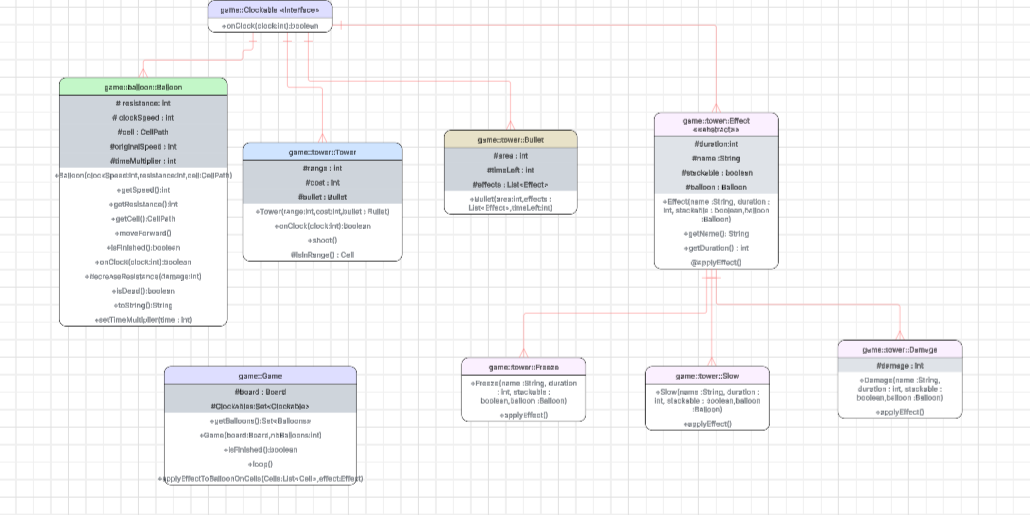 game::Clockable «Interface»
+onClock(clock:int):boolean
game::balloon::Balloon
# resistance: int
# clockSpeed : int
#cell : CellPath
#originalSpeed : int
#timeMultiplier : int
+Balloon(clockSpeed:int,resistance:int,cell:CellPath)
+getSpeed():int
+getResistance():int
+getCell():CellPath
+moveForward()
+isFinished():boolean
+onClock(clock:int):boolean
+decreaseResistance(damage:int)
+isDead():boolean
+toString():String
+setTimeMultiplier(time : int)
game::tower::Tower
#range : int
#cost : int
#bullet : Bullet
+Tower(range:int,cost:int,bullet : Bullet)
+onClock(clock:int):boolean
+shoot()
#isInRange() : Cell
game::tower::Bullet
#area : int
#timeLeft : int
#effects : List<Effect>
+Bullet(area:int,effects :
List<Effect>,timeLeft:int)
game::tower::Effect
<<abstract>>
#duration:int
#name :String
#stackable : boolean
#balloon : Balloon
+Effect(name :String, duration :
int, stackable : boolean,balloon
:Balloon)
+getName(): String
+getDuration() : int
@applyEffect()
game::tower::Freeze
+Freeze(name :String, duration
: int, stackable :
boolean,balloon :Balloon)
+applyEffect()
game::tower::Slow
+Slow(name :String, duration :
int, stackable : boolean,balloon
:Balloon)
+applyEffect()
game::tower::Damage
#damage : int
+Damage(name :String,
duration : int, stackable :
boolean,balloon :Balloon)
+applyEffect()
game::Game
#board : Board
#Clockables:Set<Clockable>
+getBalloons():Set<Balloons>
+Game(board:Board,nbBalloons:int)
+isFinished():boolean
+loop()
+applyEffectToBalloonOnCells(Cells:List<Cell>,effect:Effect)